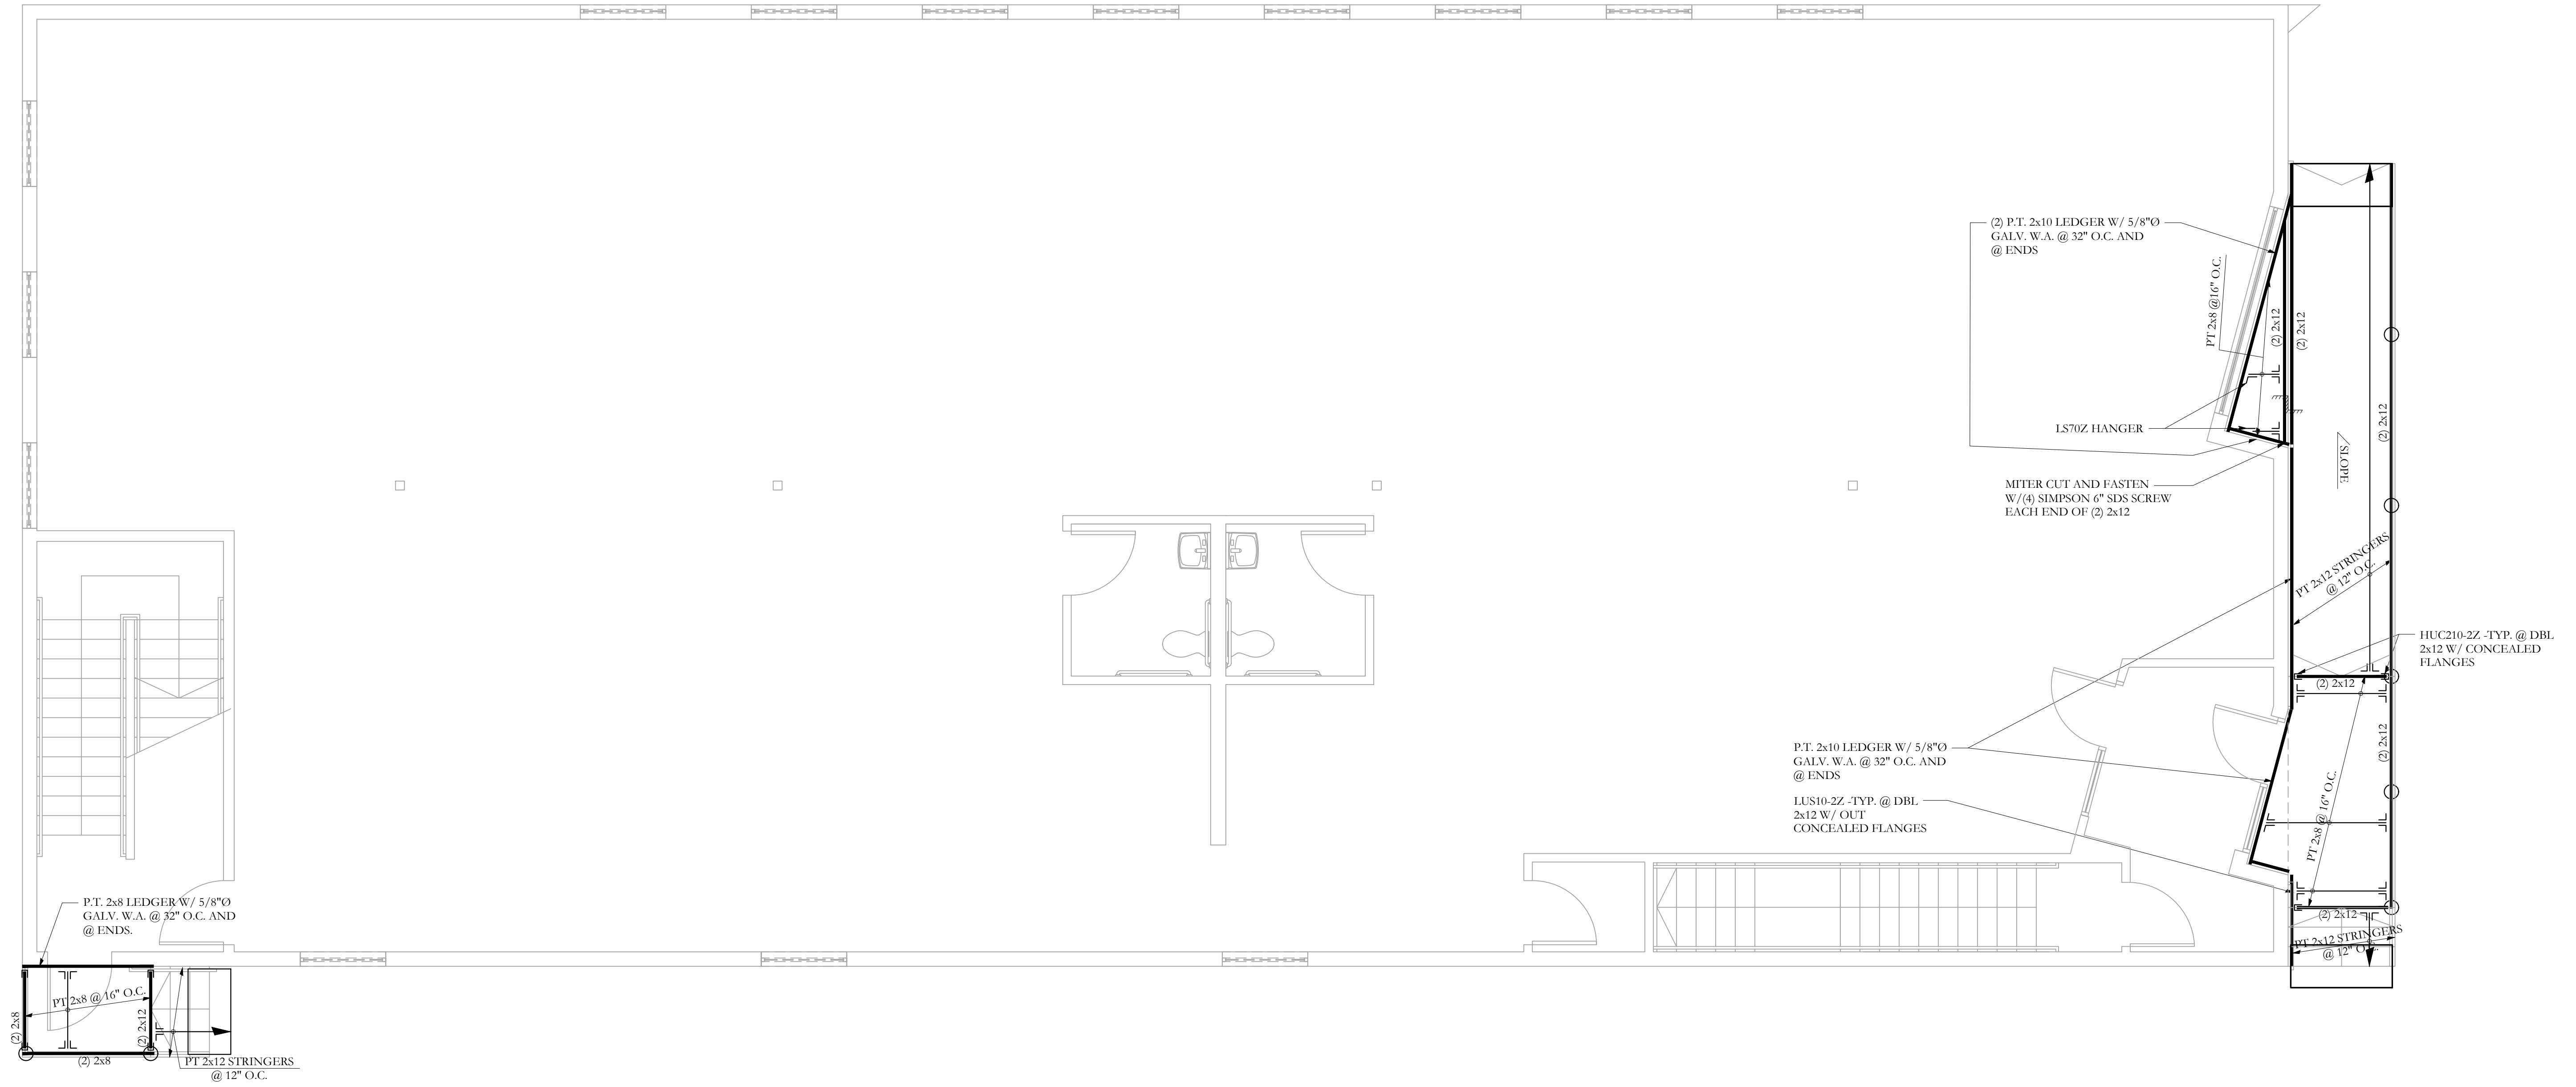 (2) P.T. 2x10 LEDGER W/ 5/8"Ø
GALV. W.A. @ 32" O.C. AND
@ ENDS
PT 2x8 @16" O.C.
(2) 2x12
(2) 2x12
(2) 2x12
LS70Z HANGER
SLOPE
MITER CUT AND FASTEN
W/(4) SIMPSON 6" SDS SCREW
EACH END OF (2) 2x12
PT 2x12 STRINGERS
@ 12" O.C.
HUC210-2Z -TYP. @ DBL
2x12 W/ CONCEALED
FLANGES
(2) 2x12
(2) 2x12
P.T. 2x10 LEDGER W/ 5/8"Ø
GALV. W.A. @ 32" O.C. AND
@ ENDS
LUS10-2Z -TYP. @ DBL
2x12 W/ OUT
CONCEALED FLANGES
PT 2x8 @ 16" O.C.
(2) 2x12
PT 2x12 STRINGERS
@ 12" O.C.
P.T. 2x8 LEDGER W/ 5/8"Ø
GALV. W.A. @ 32" O.C. AND
@ ENDS.
PT 2x8 @ 16" O.C.
(2) 2x8
(2) 2x12
(2) 2x8
PT 2x12 STRINGERS
@ 12" O.C.